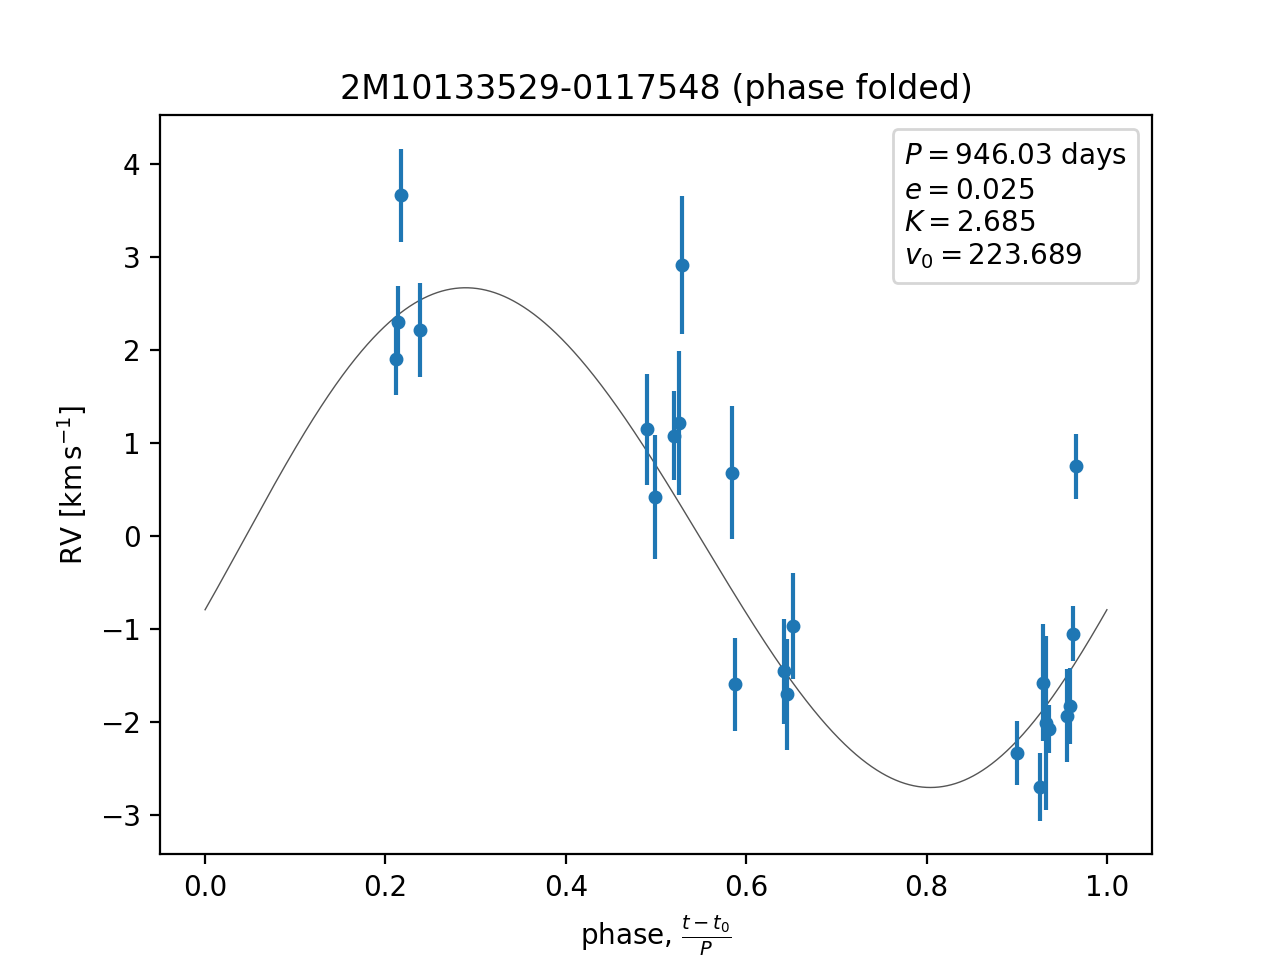 2M10133529-0117548 (phase folded)
P = 946.03 days
e = 0.025
K = 2.685
v₀ = 223.689
RV [km s⁻¹]
4
3
2
1
0
−1
−2
−3
0.0 0.2 0.4 0.6 0.8 1.0
phase, (t − t₀)/P